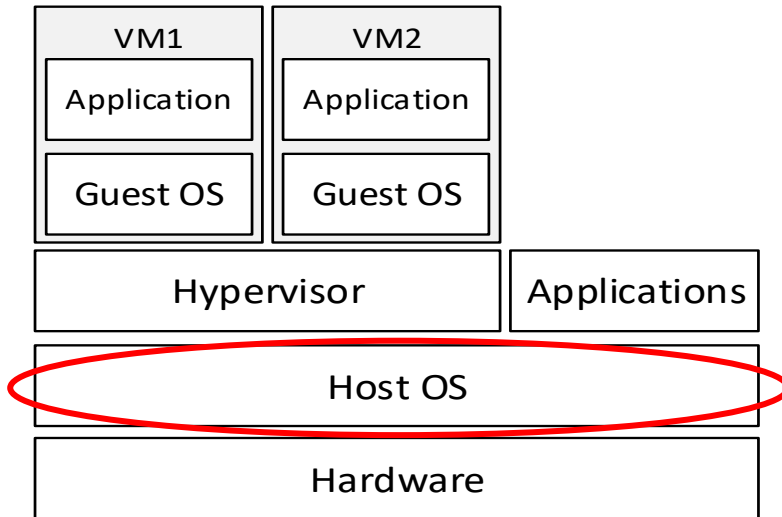 VM1
VM2
Application
Application
Guest OS
Guest OS
Hypervisor
Applications
Host OS
Hardware